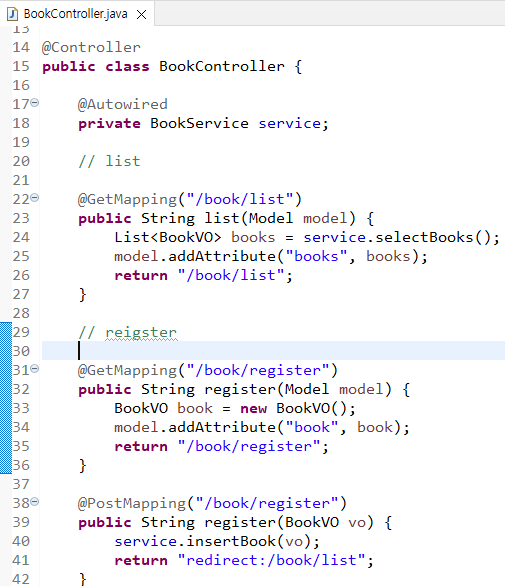 BookController.java
13
14 @Controller
15 public class BookController {
16
17 @Autowired
18 private BookService service;
19
20 // list
21
22 @GetMapping("/book/list")
23 public String list(Model model) {
24 List<BookVO> books = service.selectBooks();
25 model.addAttribute("books", books);
26 return "/book/list";
27 }
28
29 // reigster
30
31 @GetMapping("/book/register")
32 public String register(Model model) {
33 BookVO book = new BookVO();
34 model.addAttribute("book", book);
35 return "/book/register";
36 }
37
38 @PostMapping("/book/register")
39 public String register(BookVO vo) {
40 service.insertBook(vo);
41 return "redirect:/book/list";
42 }